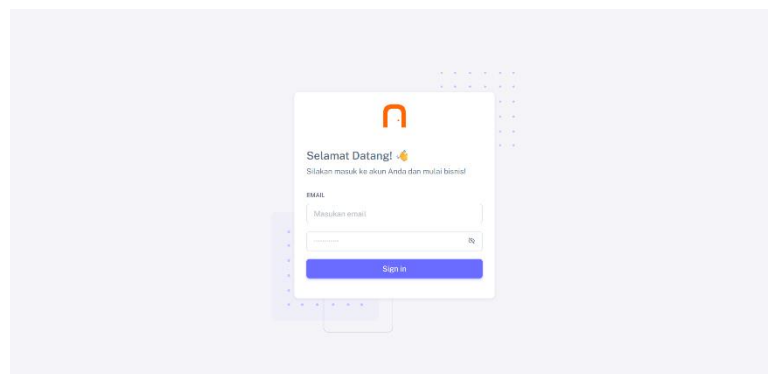 Selamat Datang! 👋
Silakan masuk ke akun Anda dan mulai bisnis!
EMAIL
Masukan email
············
Sign in